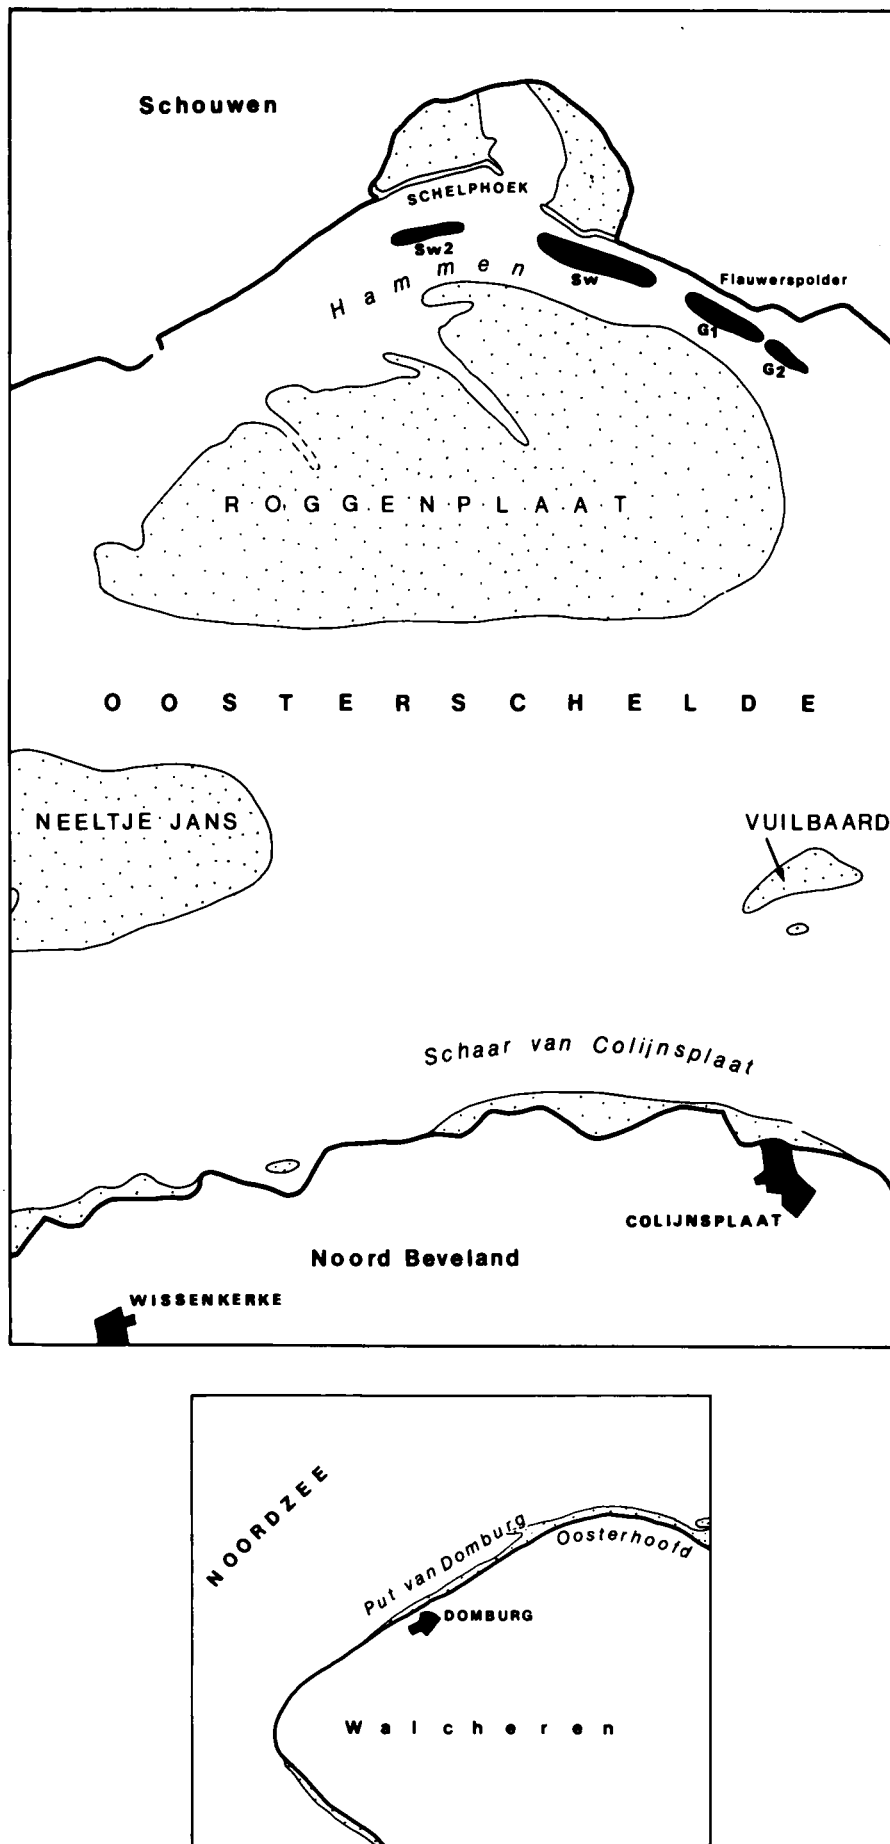 Schouwen
SCHELPHOEK
Sw2
Hammen
Sw
Flauwerspolder
G1
G2
ROGGENPLAAT
OOSTERSCHELDE
NEELTJE JANS
VUILBAARD
Schaar van Colijnsplaat
COLIJNSPLAAT
Noord Beveland
WISSENKERKE
NOORDZEE
Put van Domburg
Oosterhoofd
DOMBURG
Walcheren